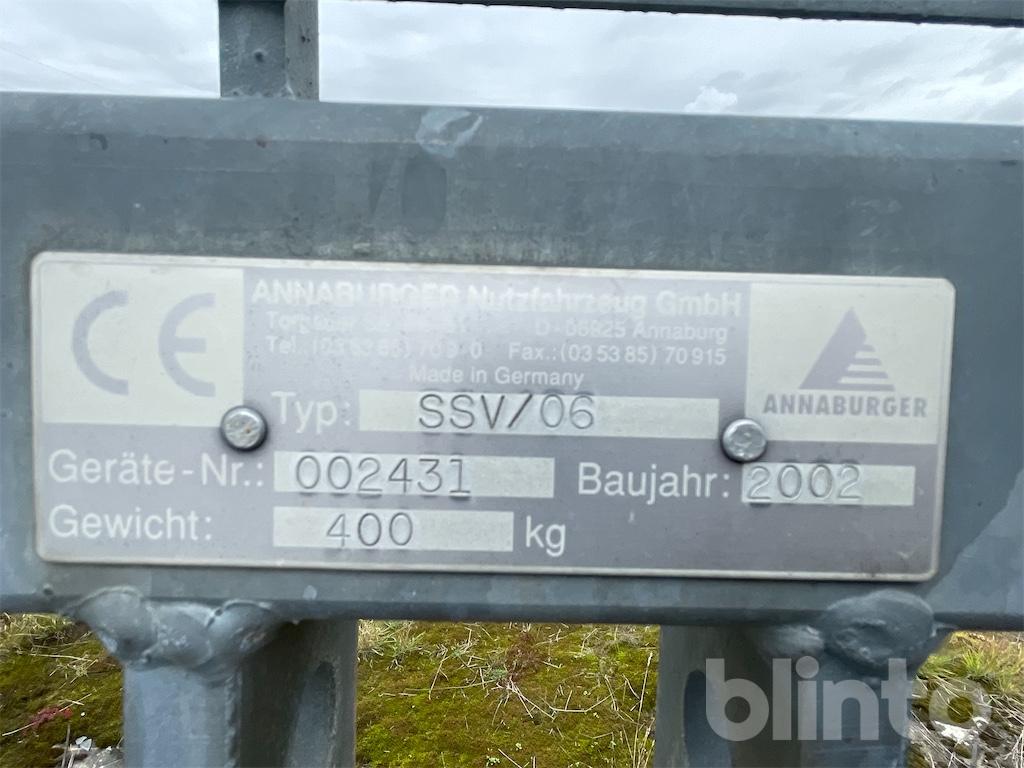 CE
ANNABURGER Nutzfahrzeug GmbH
D-06925 Annaburg
Tel.: Fax.:(03 53 85) 70 915
Made in Germany
Typ: SSV/06
ANNABURGER
Geräte-Nr.: 002431 Baujahr: 2002
Gewicht: 400 kg
blinto